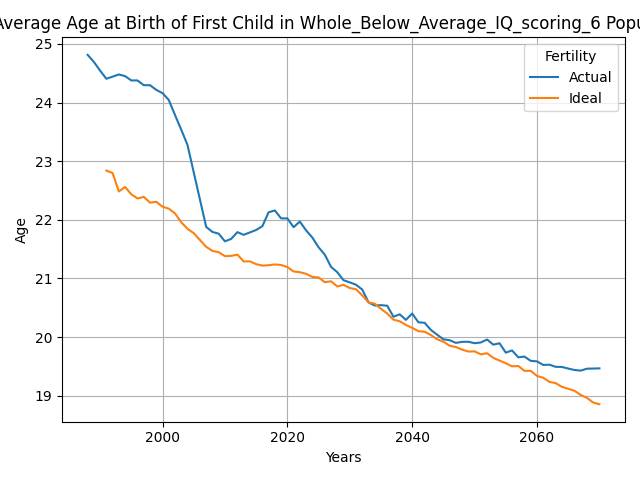 Average Age at Birth of First Child in Whole_Below_Average_IQ_scoring_6 Popu
Fertility
Actual
Ideal
25
24
23
22
21
20
19
Age
2000
2020
2040
2060
Years